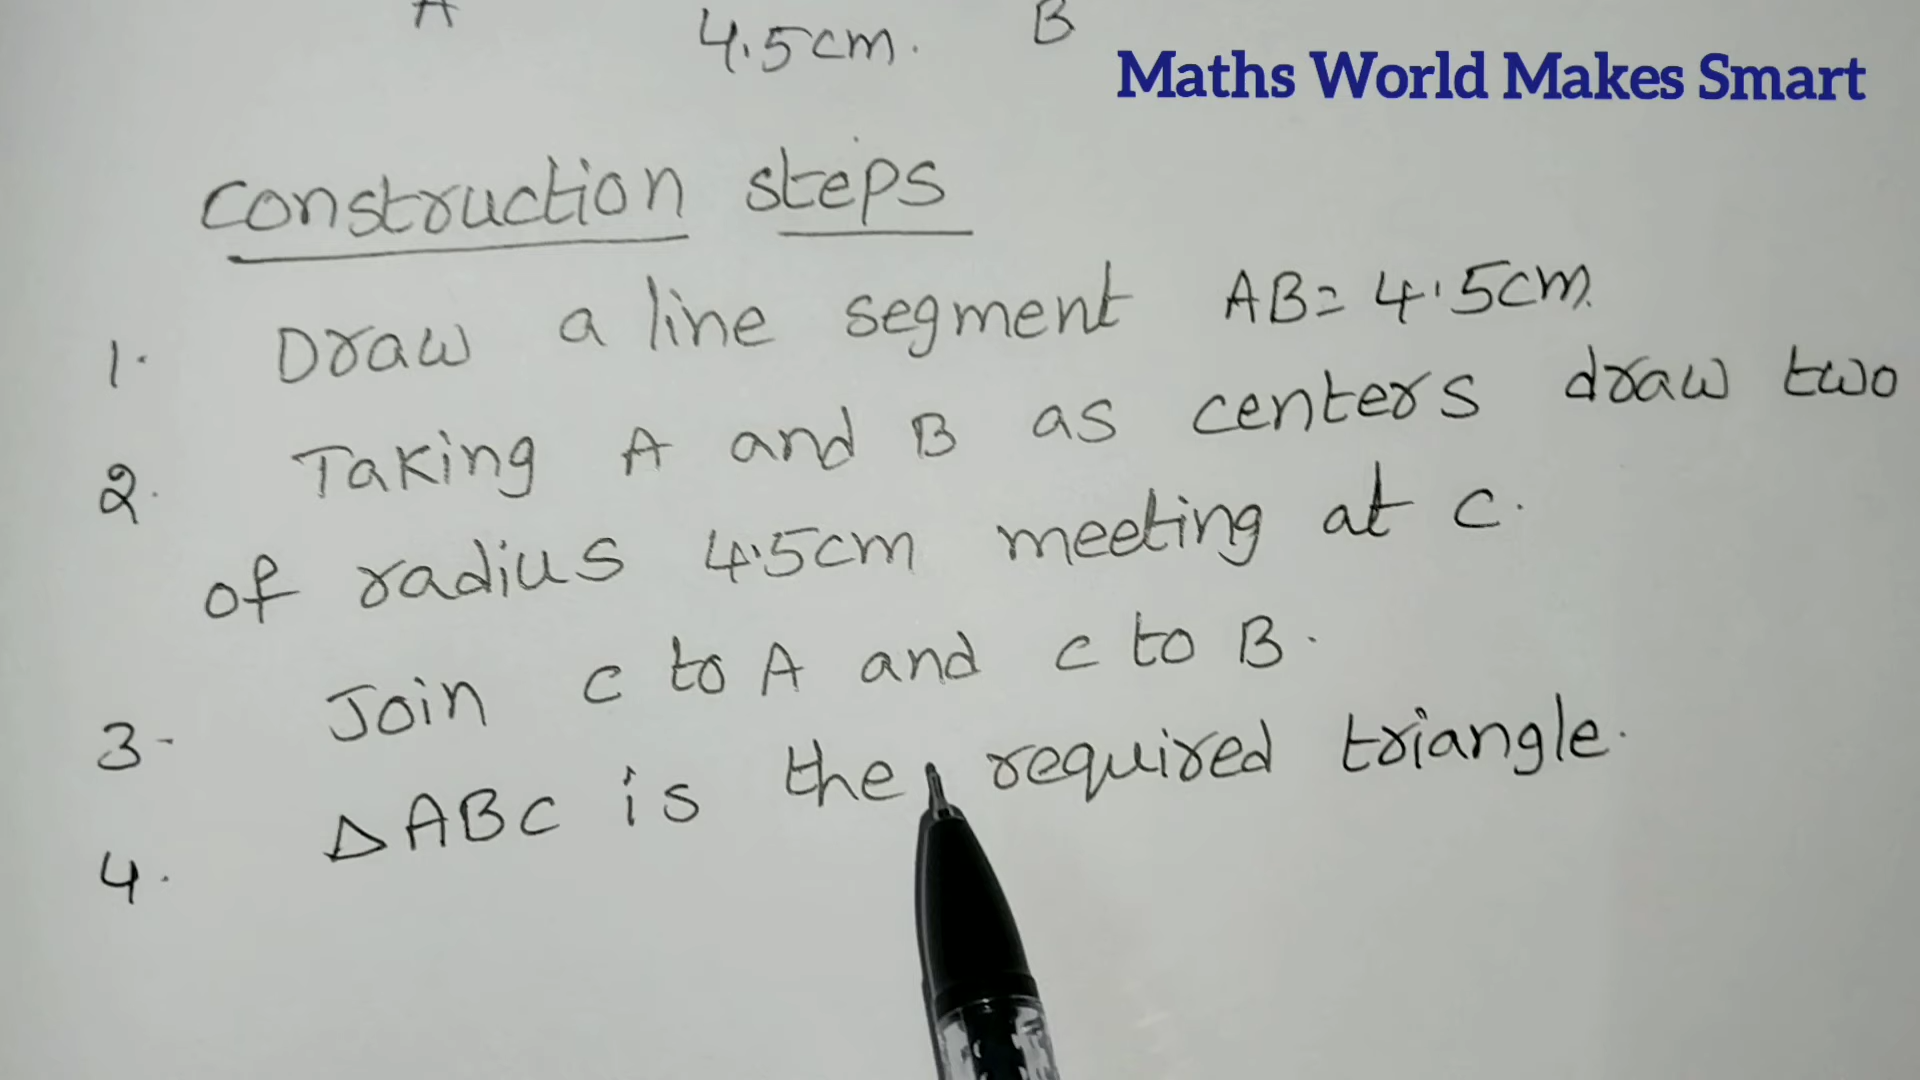 A 4.5cm. B
Maths World Makes Smart
construction steps
1. Draw a line segment AB = 4.5cm.
2. Taking A and B as centers draw two
of radius 4.5cm meeting at c.
3. Join c to A and c to B.
4. △ABC is the required triangle.